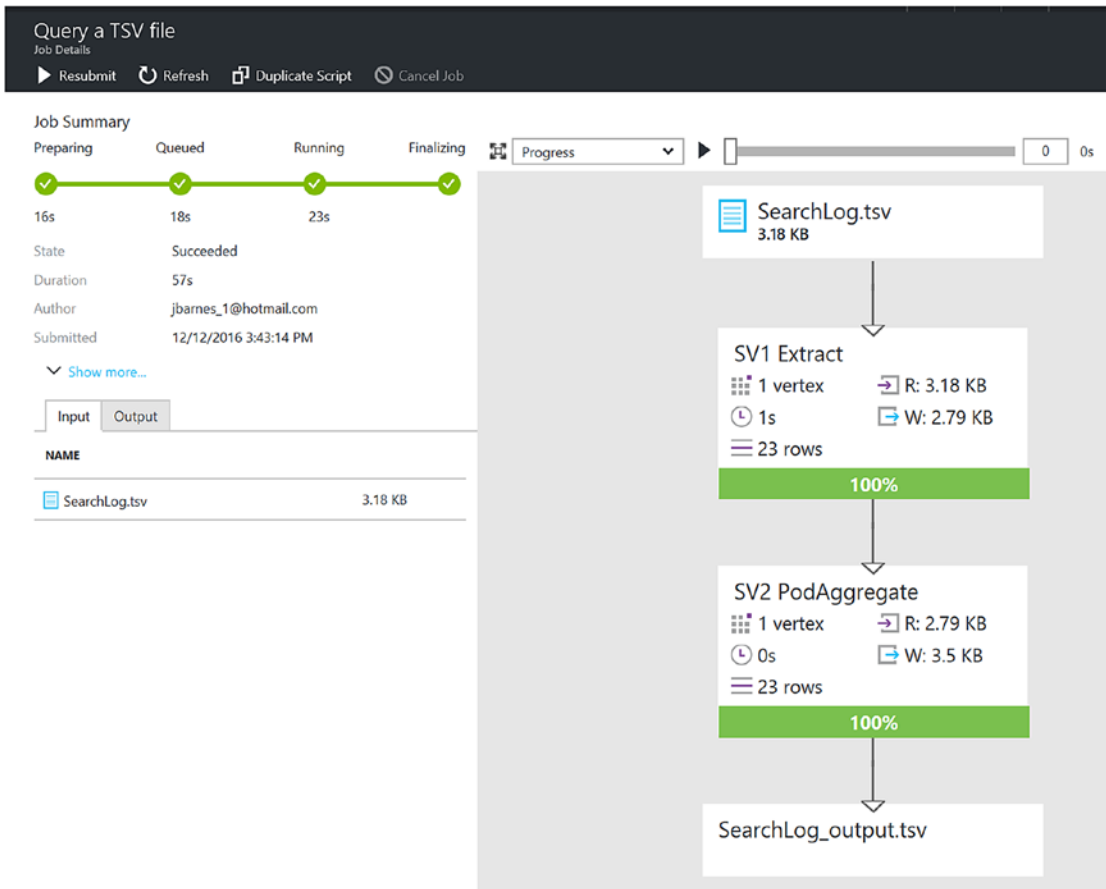 Query a TSV file
Job Details
Resubmit Refresh Duplicate Script Cancel Job
Job Summary
Preparing Queued Running Finalizing
16s 18s 23s
State Succeeded
Duration 57s
Author jbarnes_1@hotmail.com
Submitted 12/12/2016 3:43:14 PM
Show more...
Input Output
NAME
SearchLog.tsv 3.18 KB
Progress 0 0s
SearchLog.tsv
3.18 KB
SV1 Extract
1 vertex R: 3.18 KB
1s W: 2.79 KB
23 rows
100%
SV2 PodAggregate
1 vertex R: 2.79 KB
0s W: 3.5 KB
23 rows
100%
SearchLog_output.tsv